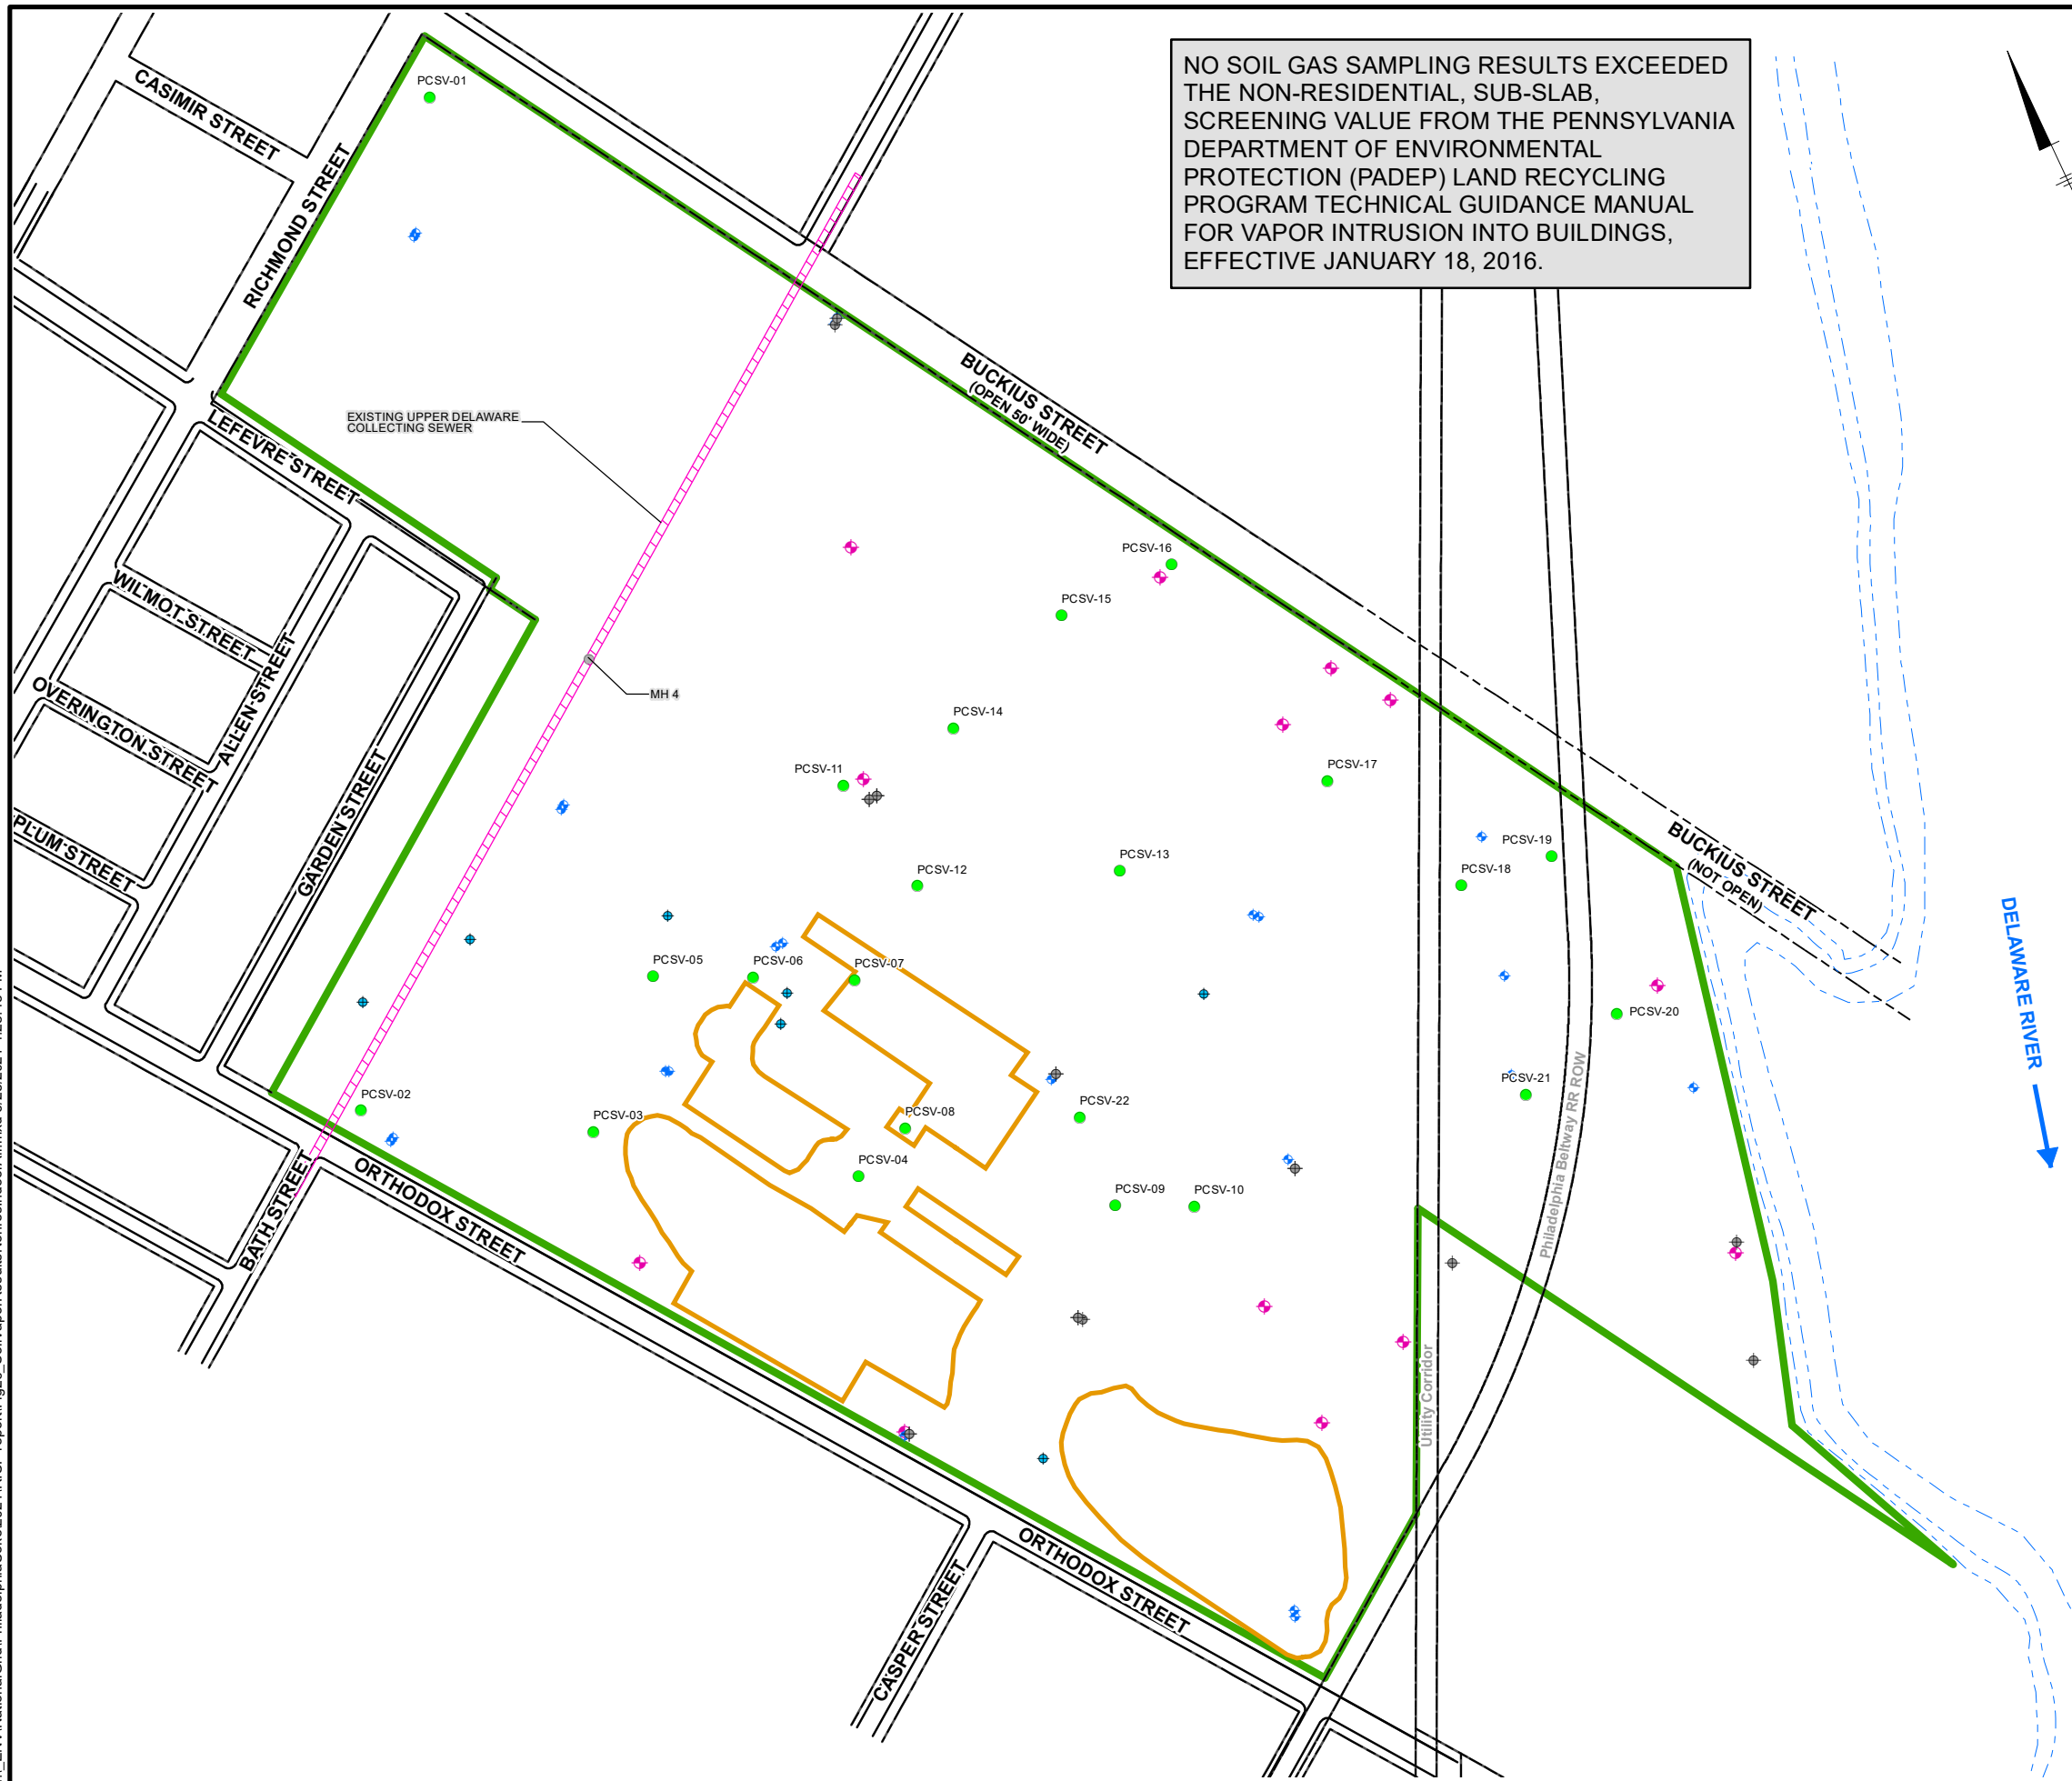 NO SOIL GAS SAMPLING RESULTS EXCEEDED
THE NON-RESIDENTIAL, SUB-SLAB,
SCREENING VALUE FROM THE PENNSYLVANIA
DEPARTMENT OF ENVIRONMENTAL
PROTECTION (PADEP) LAND RECYCLING
PROGRAM TECHNICAL GUIDANCE MANUAL
FOR VAPOR INTRUSION INTO BUILDINGS,
EFFECTIVE JANUARY 18, 2016.
PCSV-01
CASIMIR STREET
RICHMOND STREET
BUCKIUS STREET
(OPEN 50' WIDE)
EXISTING UPPER DELAWARE
COLLECTING SEWER
LEFEVRE STREET
PCSV-16
PCSV-15
WILMOT STREET
ALLEN STREET
MH 4
OVERINGTON STREET
PCSV-14
PCSV-11
PCSV-17
GARDEN STREET
PLUM STREET
PCSV-19
PCSV-13
PCSV-12
PCSV-18
BUCKIUS STREET
(NOT OPEN)
DELAWARE RIVER
PCSV-05
PCSV-06
PCSV-07
PCSV-20
PCSV-21
PCSV-02
PCSV-03
PCSV-08
PCSV-22
PCSV-04
Philadelphia Beltway RR ROW
PCSV-09
PCSV-10
BATH STREET
ORTHODOX STREET
Utility Corridor
ORTHODOX STREET
CASPER STREET